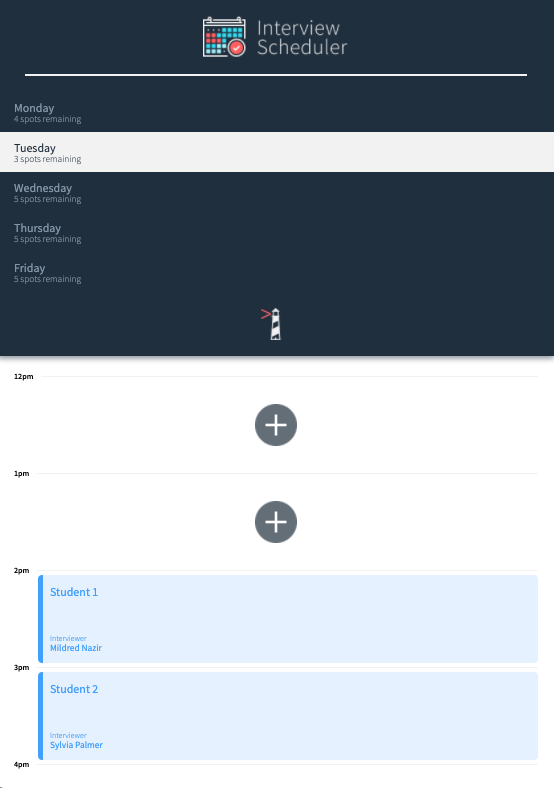 Interview
Scheduler
Monday
4 spots remaining
Tuesday
3 spots remaining
Wednesday
5 spots remaining
Thursday
5 spots remaining
Friday
5 spots remaining
12pm
1pm
2pm
Student 1
Interviewer
Mildred Nazir
3pm
Student 2
Interviewer
Sylvia Palmer
4pm